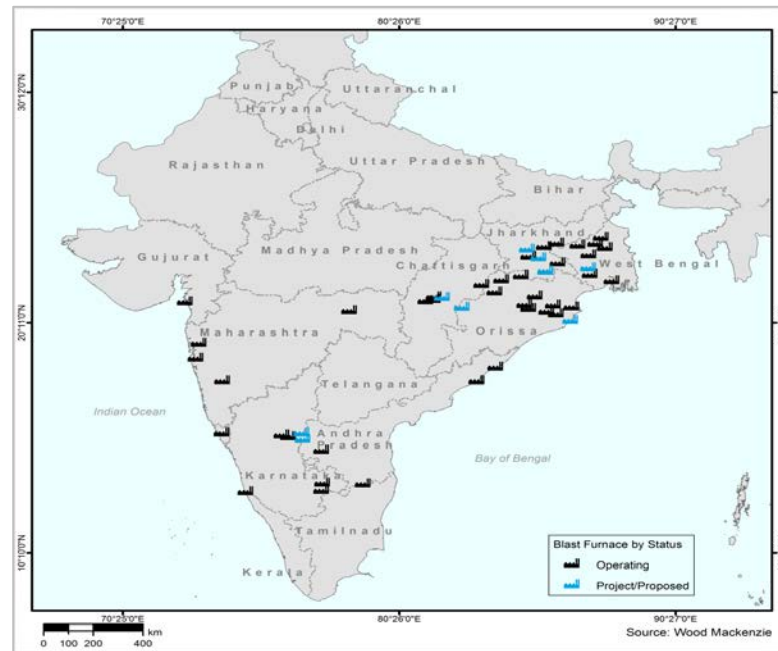 70°25'0"E 80°26'0"E 90°27'0"E
30°12'0"N
20°11'0"N
10°10'0"N
Punjab
Uttaranchal
Haryana
Delhi
Rajasthan
Uttar Pradesh
Bihar
Jharkhand
Gujurat
Madhya Pradesh
West Bengal
Chattisgarh
Maharashtra
Orissa
Telangana
Indian Ocean
Andhra
Pradesh
Bay of Bengal
Karnataka
Tamilnadu
Kerala
Blast Furnace by Status
Operating
Project/Proposed
0 100 200 400 km
Source: Wood Mackenzie